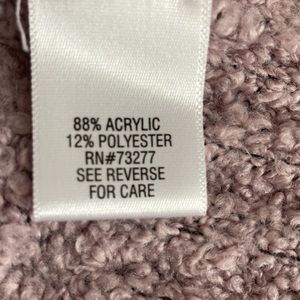 88% ACRYLIC
12% POLYESTER
RN#73277
SEE REVERSE
FOR CARE